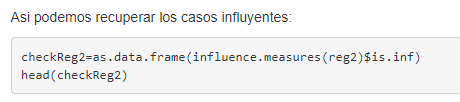 Asi podemos recuperar los casos influyentes:
checkReg2=as.data.frame(influence.measures(reg2)$is.inf)
head(checkReg2)